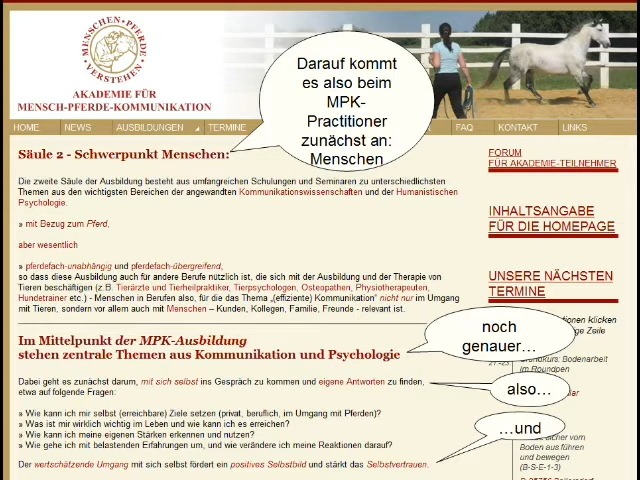 MENSCHEN · PFERDE · VERSTEHEN
AKADEMIE FÜR
MENSCH-PFERDE-KOMMUNIKATION
Darauf kommt
es also beim
MPK-
Practitioner
zunächst an:
Menschen
HOME NEWS AUSBILDUNGEN TERMINE FAQ KONTAKT LINKS
Säule 2 - Schwerpunkt Menschen:
Die zweite Säule der Ausbildung besteht aus umfangreichen Schulungen und Seminaren zu unterschiedlichsten
Themen aus den wichtigsten Bereichen der angewandten Kommunikationswissenschaften und der Humanistischen
Psychologie.
» mit Bezug zum Pferd,
aber wesentlich
» pferdefach-unabhängig und pferdefach-übergreifend,
so dass diese Ausbildung auch für andere Berufe nützlich ist, die sich mit der Ausbildung und der Therapie von
Tieren beschäftigen (z.B. Tierärzte und Tierheilpraktiker, Tierpsychologen, Osteopathen, Physiotherapeuten,
Hundetrainer etc.) - Menschen in Berufen also, für die das Thema „(effiziente) Kommunikation" nicht nur im Umgang
mit Tieren, sondern vor allem auch mit Menschen – Kunden, Kollegen, Familie, Freunde - relevant ist.
Im Mittelpunkt der MPK-Ausbildung
stehen zentrale Themen aus Kommunikation und Psychologie
Dabei geht es zunächst darum, mit sich selbst ins Gespräch zu kommen und eigene Antworten zu finden,
etwa auf folgende Fragen:
» Wie kann ich mir selbst (erreichbare) Ziele setzen (privat, beruflich, im Umgang mit Pferden)?
» Was ist mir wirklich wichtig im Leben und wie kann ich es erreichen?
» Wie kann ich meine eigenen Stärken erkennen und nutzen?
» Wie gehe ich mit belastenden Erfahrungen um, und wie verändere ich meine Reaktionen darauf?
Der wertschätzende Umgang mit sich selbst fördert ein positives Selbstbild und stärkt das Selbstvertrauen.
FORUM
FÜR AKADEMIE-TEILNEHMER
INHALTSANGABE
FÜR DIE HOMEPAGE
UNSERE NÄCHSTEN
TERMINE
klicken
Zeile
noch
genauer…
Grundkurs: Bodenarbeit
im Roundpen
also…
…und
sicher vom
Boden aus führen
und bewegen
(B-S-E-1-3)